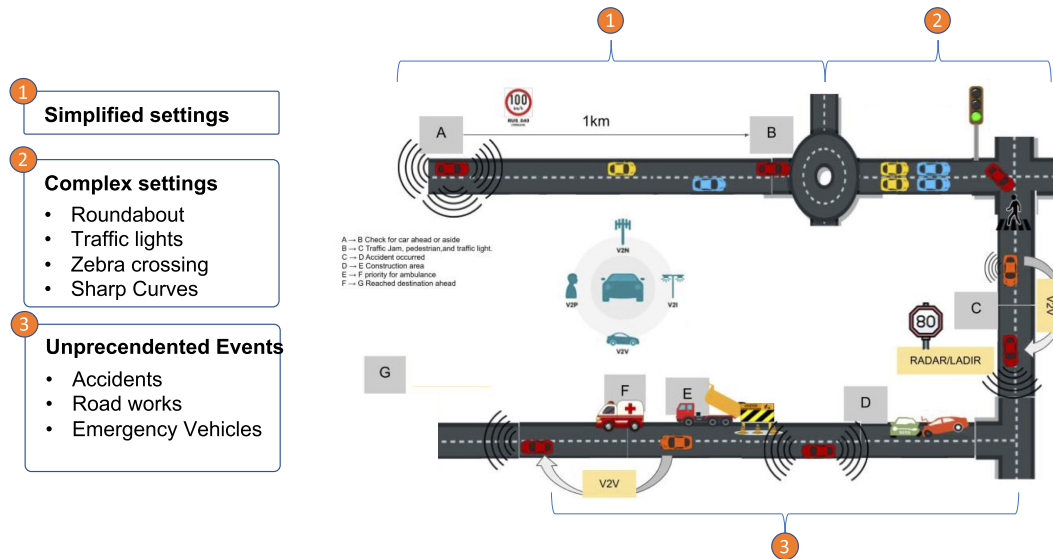 1
2
1
Simplified settings
2
Complex settings
• Roundabout
• Traffic lights
• Zebra crossing
• Sharp Curves
3
Unprecendented Events
• Accidents
• Road works
• Emergency Vehicles
100
km/h
A
1km
B
A → B Check for car ahead or aside
B → C Traffic Jam, pedestrian,and traffic light.
C → D Accident occurred
D → E Construction area
E → F priority for ambulance
F → G Reached destination ahead
V2N
V2P
V2I
V2V
V2V
C
80
RADAR/LADIR
G
F
E
D
V2V
3